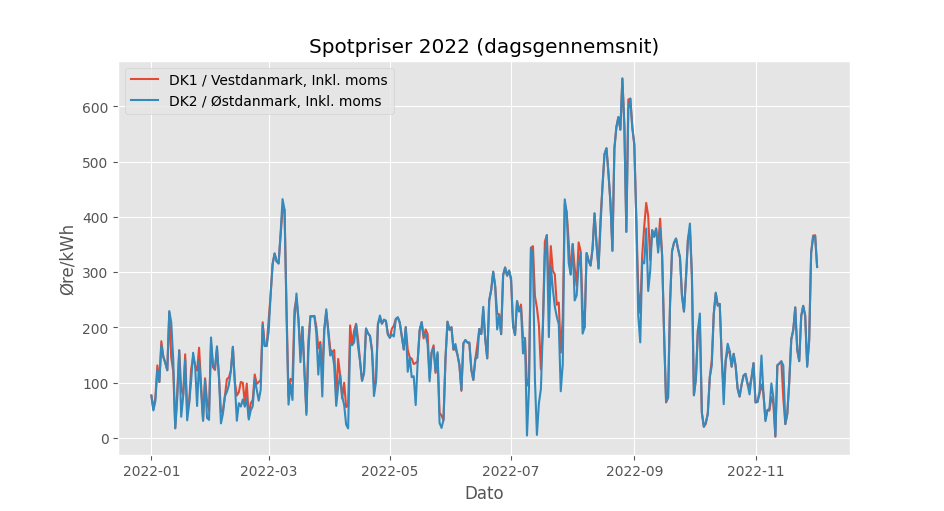 Spotpriser 2022 (dagsgennemsnit)
DK1 / Vestdanmark, Inkl. moms
DK2 / Østdanmark, Inkl. moms
Øre/kWh
600
500
400
300
200
100
0
2022-01
2022-03
2022-05
2022-07
2022-09
2022-11
Dato